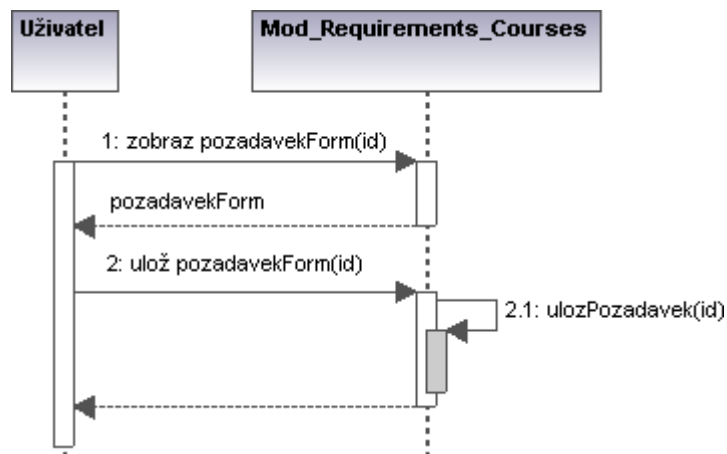 Uživatel
Mod_Requirements_Courses
1: zobraz pozadavekForm(id)
pozadavekForm
2: ulož pozadavekForm(id)
2.1: ulozPozadavek(id)